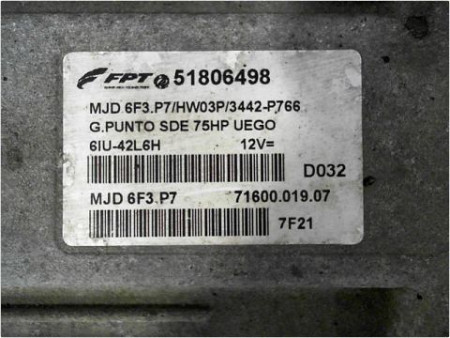 FPT 51806498
MJD 6F3.P7/HW03P/3442-P766
G.PUNTO SDE 75HP UEGO
6IU-42L6H 12V=
D032
MJD 6F3.P7 71600.019.07
7F21